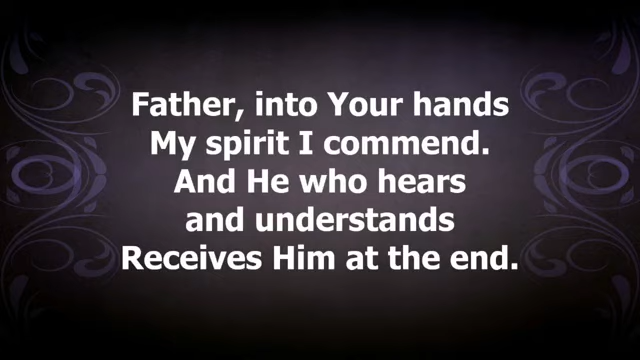 Father, into Your hands
My spirit I commend.
And He who hears
and understands
Receives Him at the end.